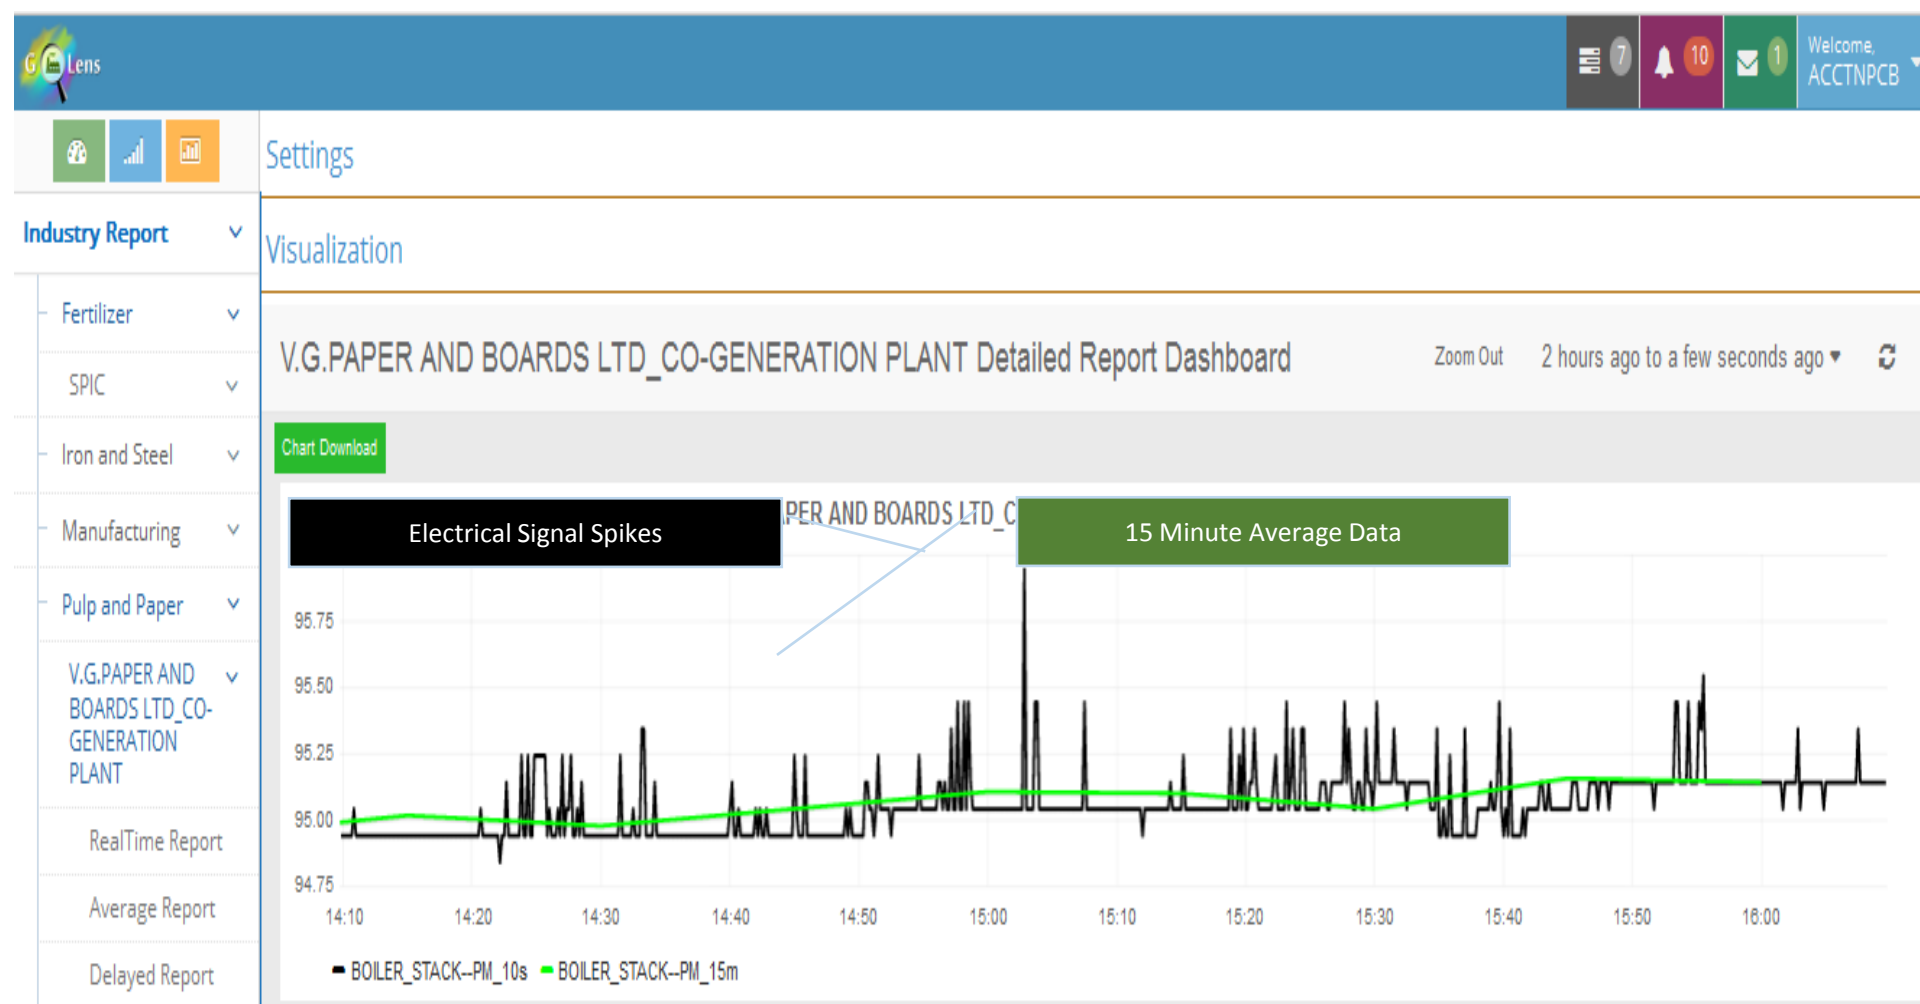 G Lens
7
10
1
Welcome,
ACCTNPCB
Settings
Industry Report
Visualization
Fertilizer
SPIC
Iron and Steel
Manufacturing
Pulp and Paper
V.G.PAPER AND
BOARDS LTD_CO-
GENERATION
PLANT
RealTime Report
Average Report
Delayed Report
V.G.PAPER AND BOARDS LTD_CO-GENERATION PLANT Detailed Report Dashboard
Zoom Out
2 hours ago to a few seconds ago
Chart Download
Electrical Signal Spikes
AND BOARDS LTD_C
15 Minute Average Data
95.75
95.50
95.25
95.00
94.75
14:10 14:20 14:30 14:40 14:50 15:00 15:10 15:20 15:30 15:40 15:50 16:00
BOILER_STACK--PM_10s BOILER_STACK--PM_15m